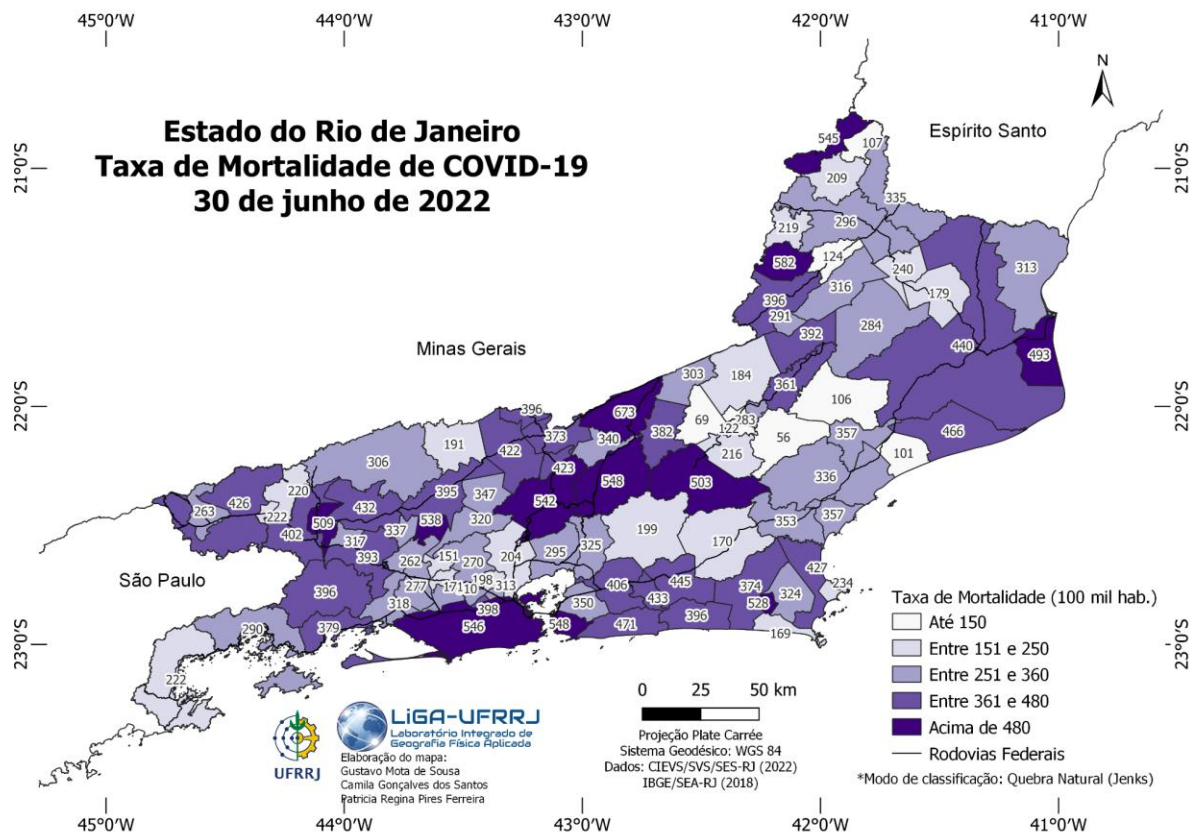 45°0'W 44°0'W 43°0'W 42°0'W 41°0'W
N
Estado do Rio de Janeiro
Taxa de Mortalidade de COVID-19
30 de junho de 2022
Espírito Santo
Minas Gerais
São Paulo
21°0'S 21°0'S
22°0'S 22°0'S
23°0'S 23°0'S
545
107
209
335
219
296
582
124
240
313
316
179
396
291
392
284
440
493
303
184
361
106
396
673
69
283
122
56
357
466
373
340
382
191
422
216
101
306
423
548
503
336
220
395
347
542
426
263
432
222
509
538
320
353
357
402
317
337
393
199
170
295
325
204
262
151
270
427
396
277
171
198
313
406
445
374
324
234
318
10
398
350
433
528
290
379
546
548
471
396
169
222
Taxa de Mortalidade (100 mil hab.)
Até 150
Entre 151 e 250
Entre 251 e 360
Entre 361 e 480
Acima de 480
Rodovias Federais
*Modo de classificação: Quebra Natural (Jenks)
0 25 50 km
Projeção Plate Carrée
Sistema Geodésico: WGS 84
Dados: CIEVS/SVS/SES-RJ (2022)
IBGE/SEA-RJ (2018)
UFRRJ
LiGA-UFRRJ
Laboratório Integrado de
Geografia Física Aplicada
Elaboração do mapa:
Gustavo Mota de Sousa
Camila Gonçalves dos Santos
Patricia Regina Pires Ferreira
45°0'W 44°0'W 43°0'W 42°0'W 41°0'W